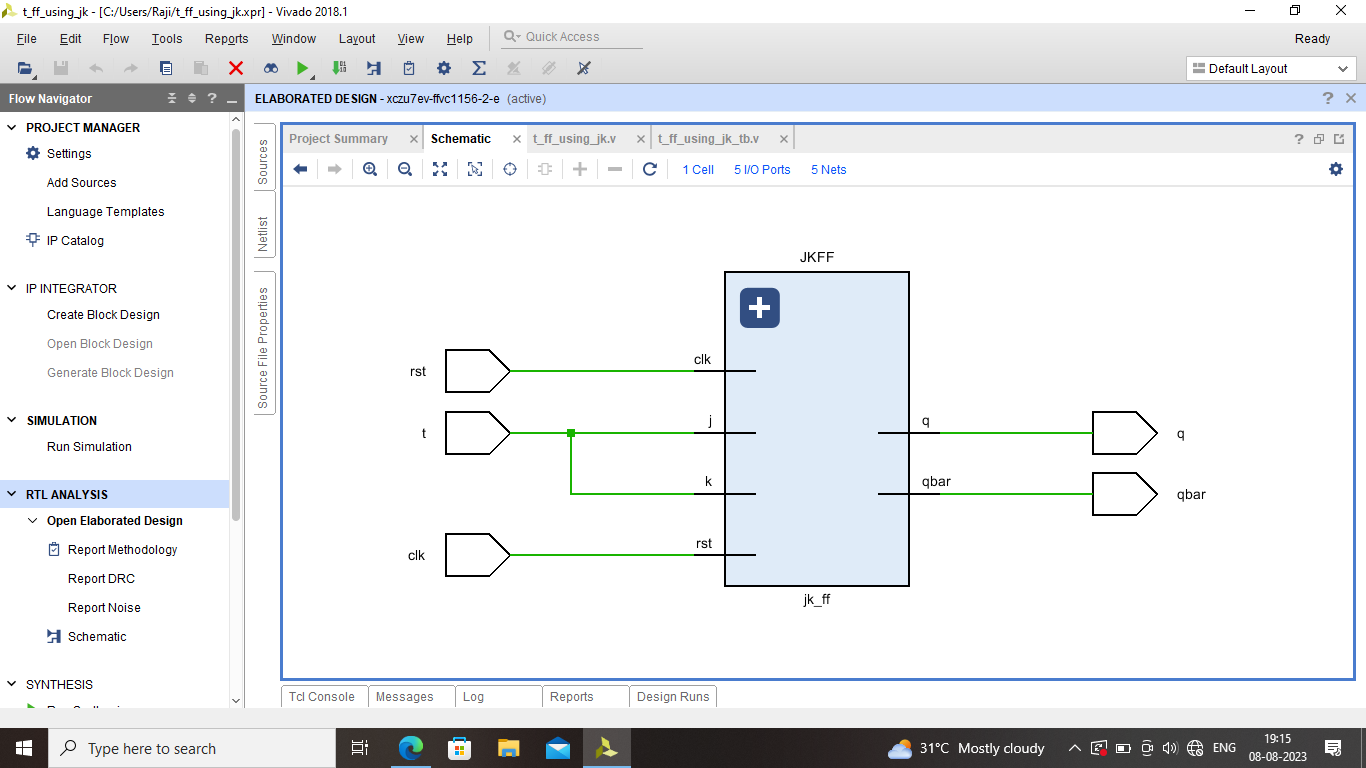 t_ff_using_jk - [C:/Users/Raji/t_ff_using_jk.xpr] - Vivado 2018.1
File Edit Flow Tools Reports Window Layout View Help Quick Access Ready
Default Layout
Flow Navigator
ELABORATED DESIGN - xczu7ev-ffvc1156-2-e (active)
PROJECT MANAGER
Settings
Add Sources
Language Templates
IP Catalog
IP INTEGRATOR
Create Block Design
Open Block Design
Generate Block Design
SIMULATION
Run Simulation
RTL ANALYSIS
Open Elaborated Design
Report Methodology
Report DRC
Report Noise
Schematic
SYNTHESIS
Sources
Netlist
Source File Properties
Project Summary Schematic t_ff_using_jk.v t_ff_using_jk_tb.v
1 Cell 5 I/O Ports 5 Nets
JKFF
rst clk
t j q q
k qbar qbar
clk rst
jk_ff
Tcl Console Messages Log Reports Design Runs
Type here to search
31°C Mostly cloudy ENG
19:15
08-08-2023